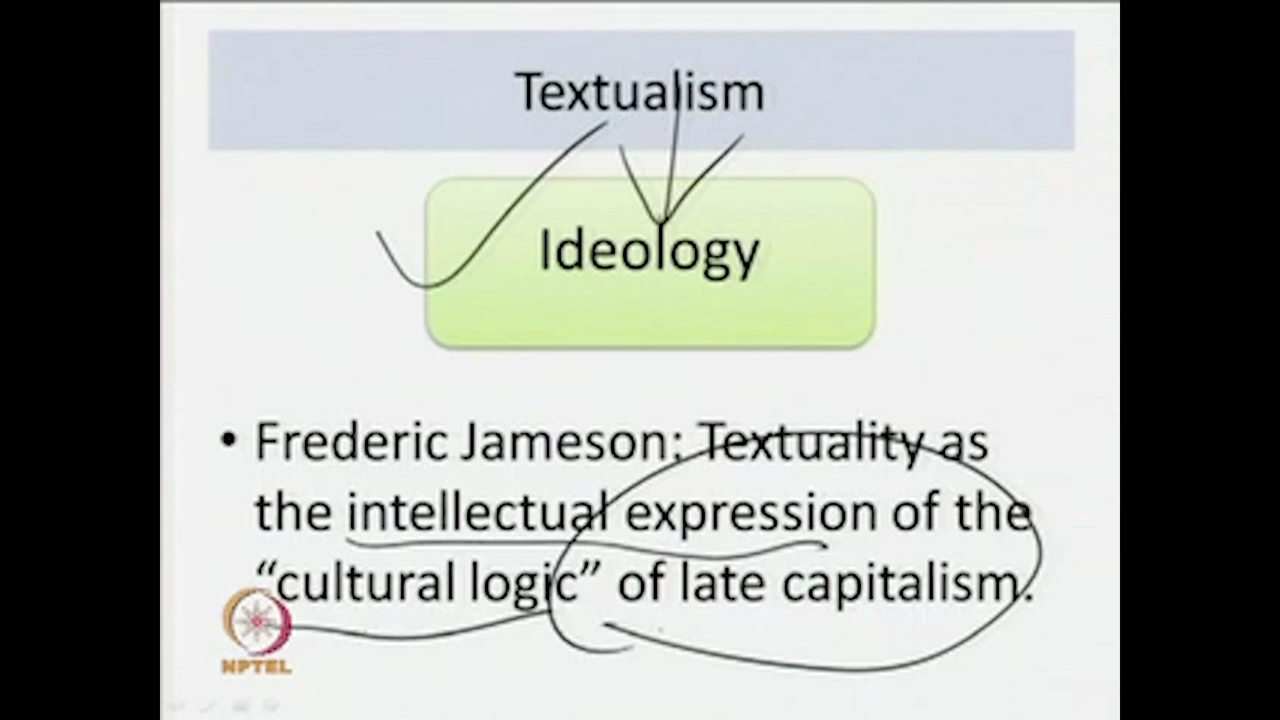 Textualism
Ideology
• Frederic Jameson: Textuality as
the intellectual expression of the
“cultural logic” of late capitalism.
NPTEL